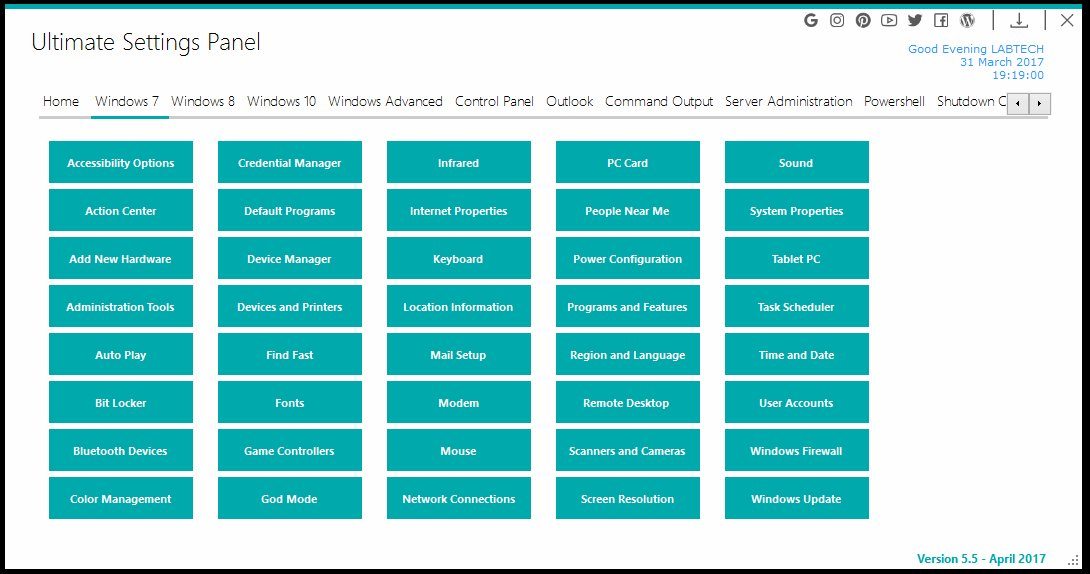 Ultimate Settings Panel
Good Evening LABTECH
31 March 2017
19:19:00
Home Windows 7 Windows 8 Windows 10 Windows Advanced Control Panel Outlook Command Output Server Administration Powershell Shutdown C
Accessibility Options Credential Manager Infrared PC Card Sound
Action Center Default Programs Internet Properties People Near Me System Properties
Add New Hardware Device Manager Keyboard Power Configuration Tablet PC
Administration Tools Devices and Printers Location Information Programs and Features Task Scheduler
Auto Play Find Fast Mail Setup Region and Language Time and Date
Bit Locker Fonts Modem Remote Desktop User Accounts
Bluetooth Devices Game Controllers Mouse Scanners and Cameras Windows Firewall
Color Management God Mode Network Connections Screen Resolution Windows Update
Version 5.5 - April 2017